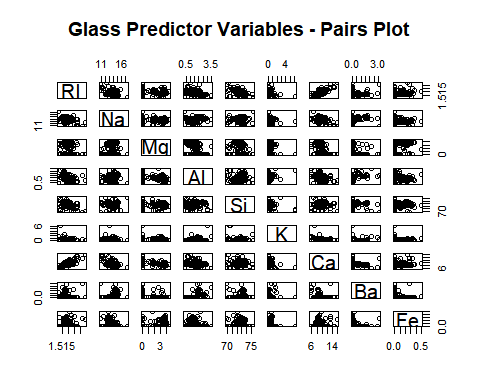 Glass Predictor Variables - Pairs Plot
11 16 0.5 3.5 0 4 0.0 3.0
RI 1.515
11 Na
Mg 0
0.5 Al
Si 70
0 6 K
Ca 6
0.0 Ba
Fe 0.0
1.515 0 3 70 75 6 14 0.0 0.5